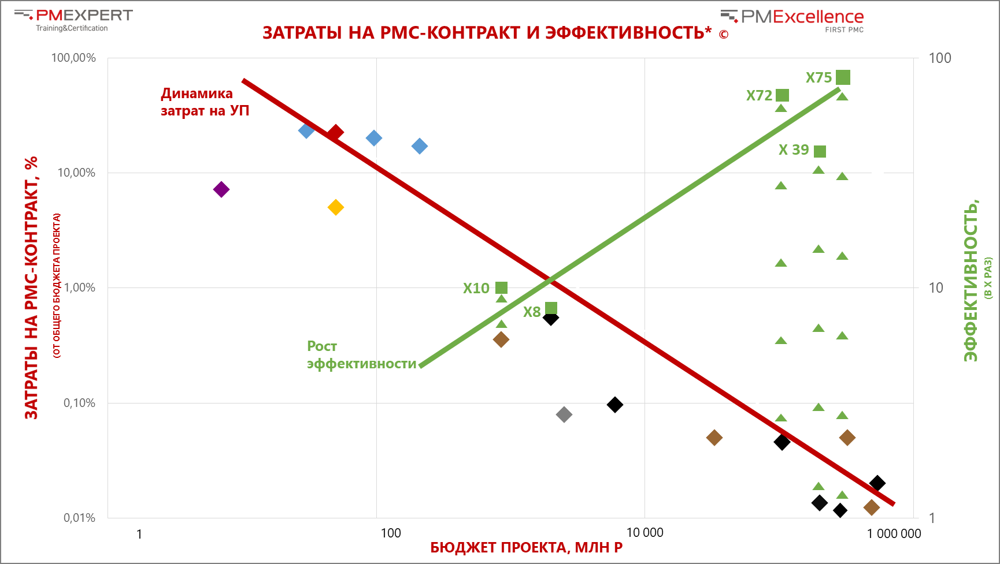 PMEXPERT
Training&Certification
PMExcellence
FIRST PMC
ЗАТРАТЫ НА РМС-КОНТРАКТ И ЭФФЕКТИВНОСТЬ* ©
100,00%
10,00%
1,00%
0,10%
0,01%
ЗАТРАТЫ НА РМС-КОНТРАКТ, %
(ОТ ОБЩЕГО БЮДЖЕТА ПРОЕКТА)
Динамика
затрат на УП
X75
X72
X 39
X10
X8
Рост
эффективности
100
10
1
ЭФФЕКТИВНОСТЬ,
(В Х РАЗ)
1
100
10 000
1 000 000
БЮДЖЕТ ПРОЕКТА, МЛН Р